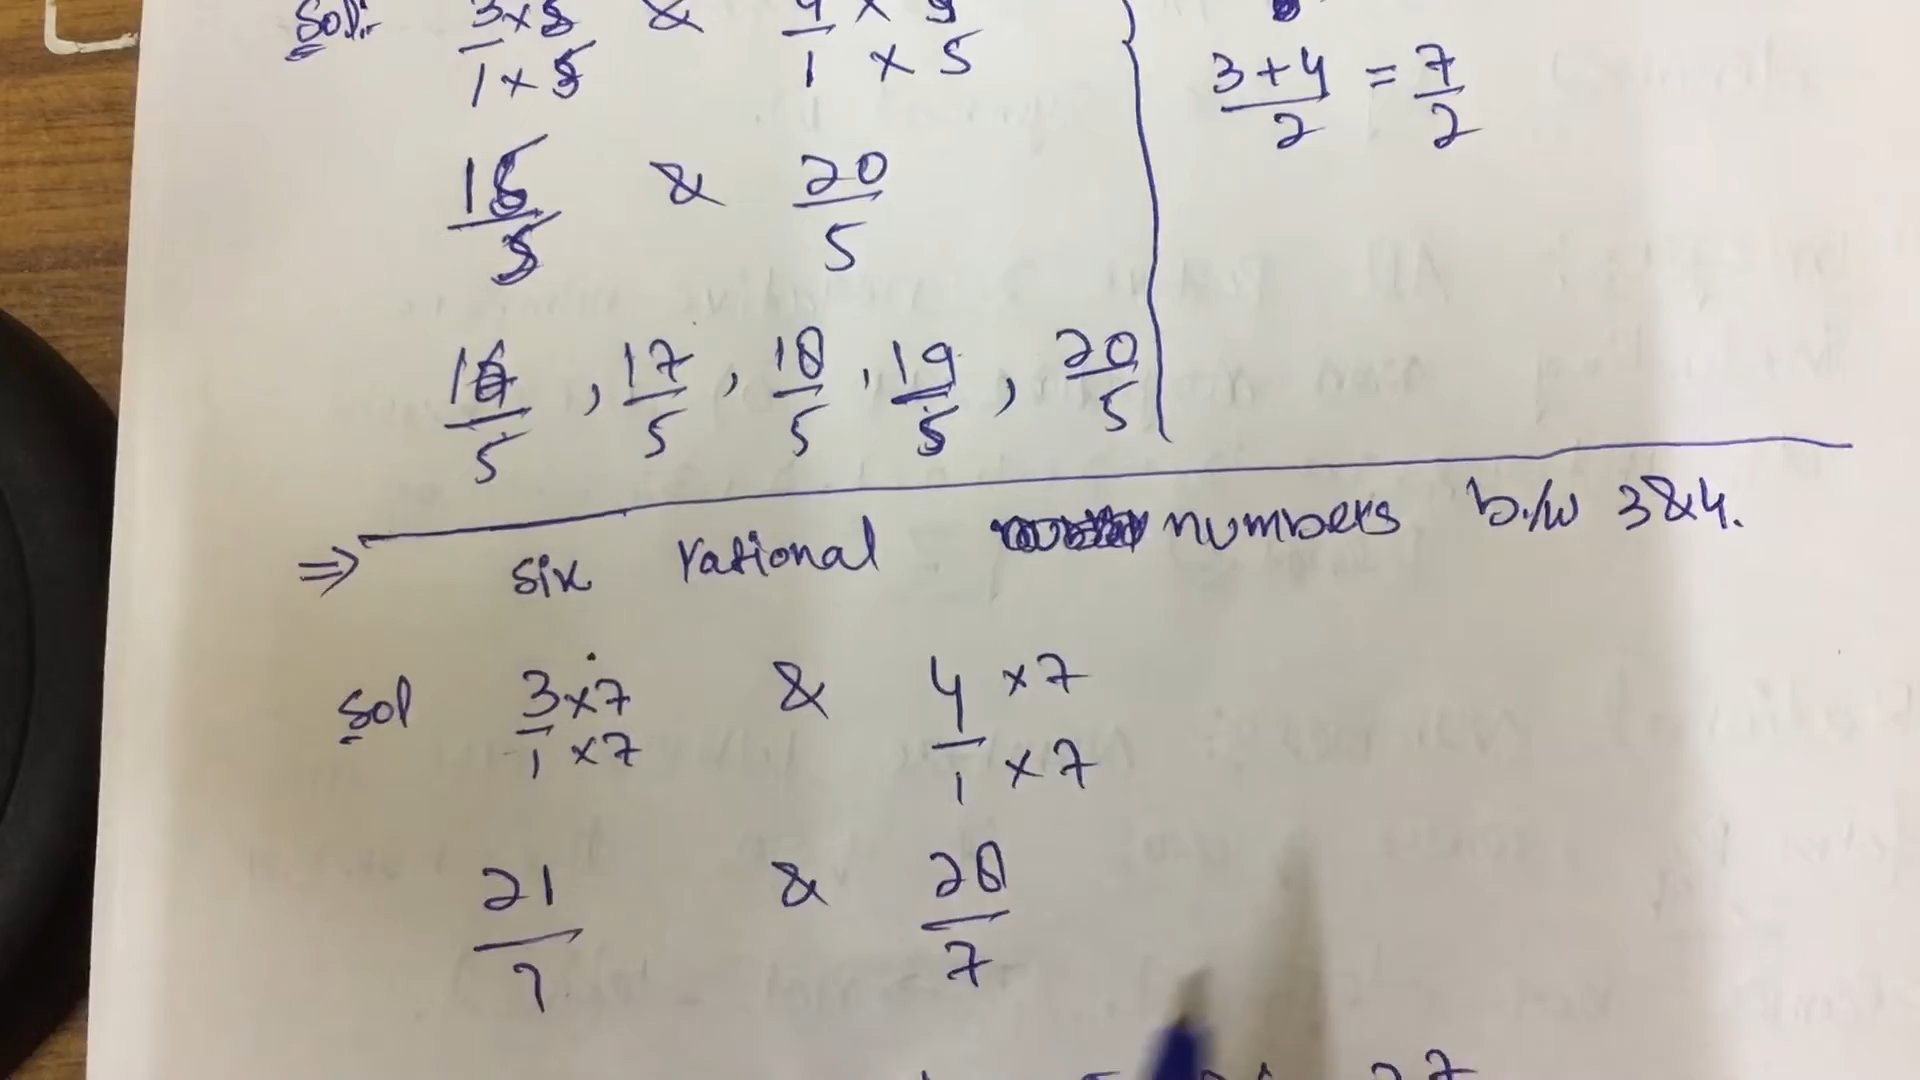 Sol:- 3×5 & 4 × 5
1×5 1 × 5
3+4 = 7
2 2
15 & 20
5 5
16 , 17 , 18 , 19 , 20
5 5 5 5 5
⇒ six rational numbers b/w 3&4.
Sol 3×7 & 4 ×7
1 ×7 1 ×7
21 & 28
7 7
27